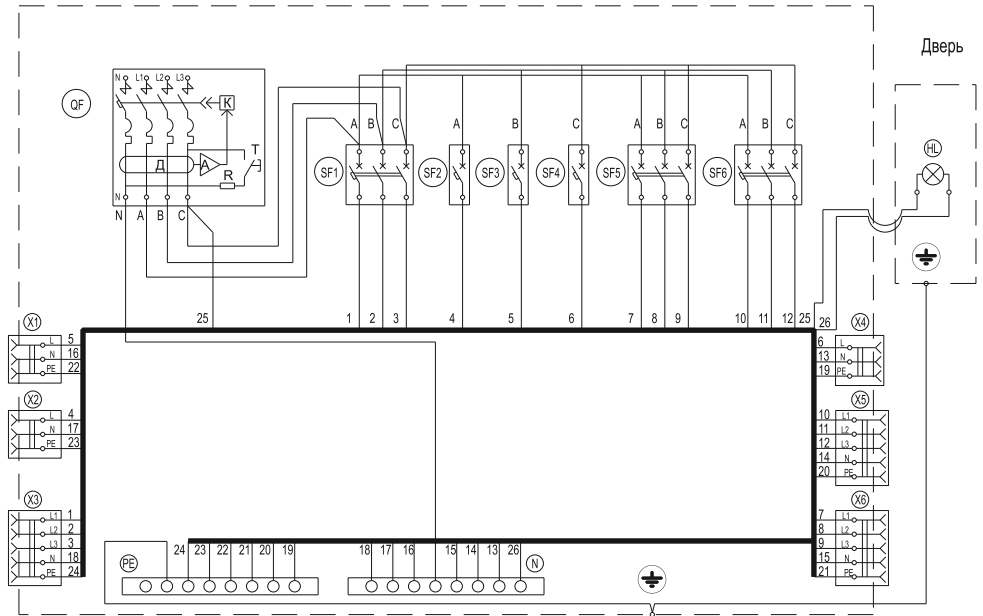 Дверь
N L1 L2 L3
QF
К
Т
Д
А
R
N
N A B C
A B C
A
B
C
A B C
A B C
SF1
SF2
SF3
SF4
SF5
SF6
HL
25
1 2 3 4 5 6 7 8 9 10 11 12 25
26
X1
L 5
N 16
PE 22
X2
L 4
N 17
PE 23
X3
L1 1
L2 2
L3 3
N 18
PE 24
X4
6 L
13 N
19 PE
X5
10 L1
11 L2
12 L3
14 N
20 PE
X6
7 L1
8 L2
9 L3
15 N
21 PE
PE
24 23 22 21 20 19
18 17 16 15 14 13 26
N